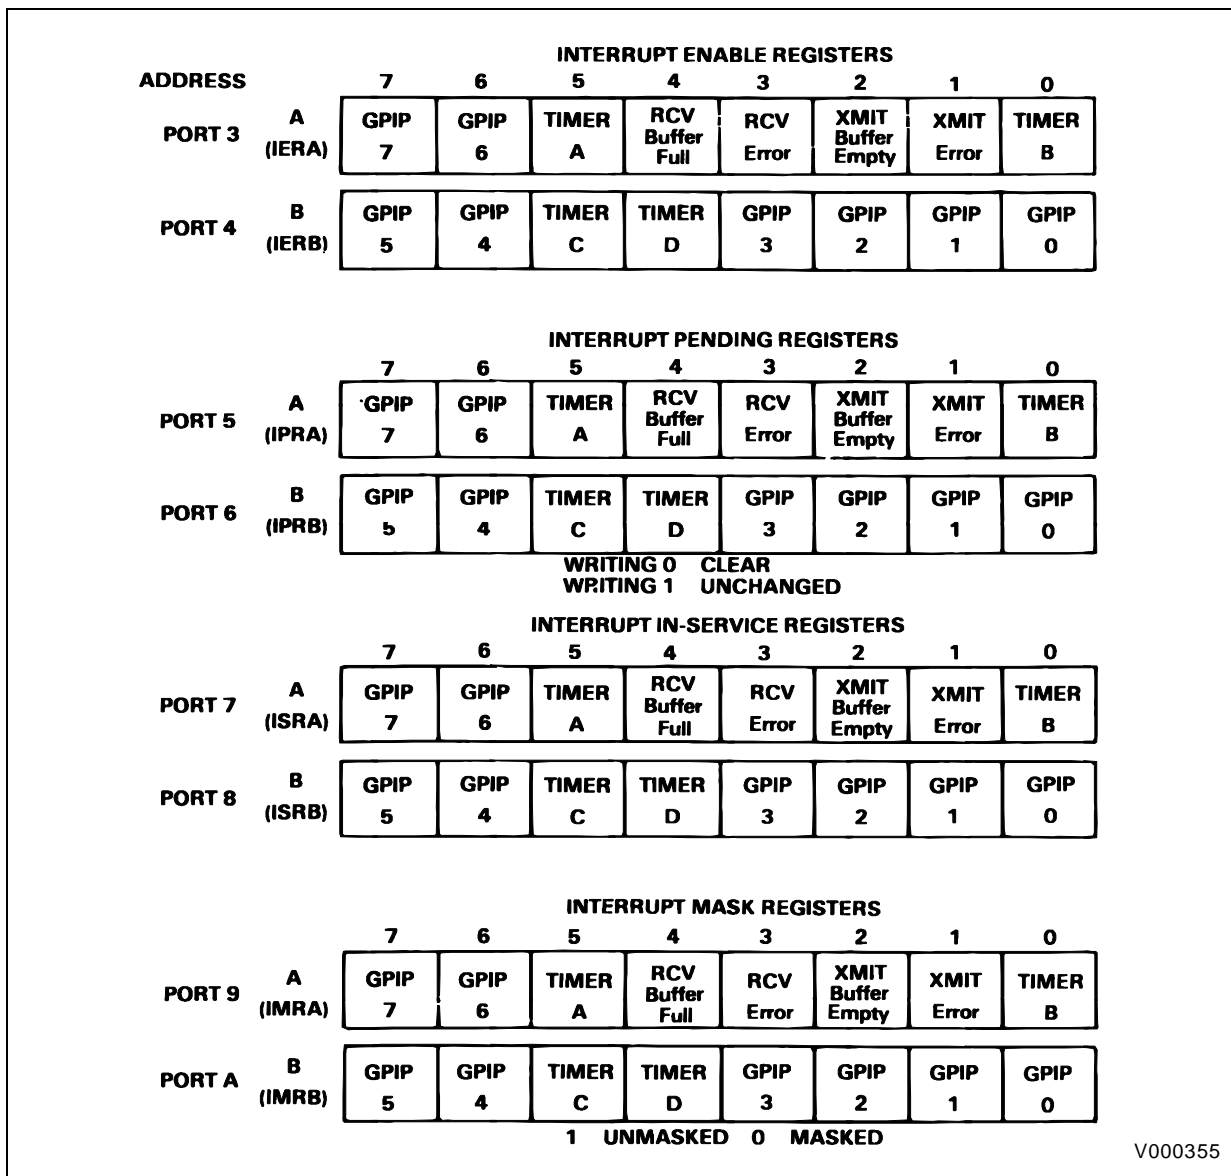 INTERRUPT ENABLE REGISTERS
ADDRESS 7 6 5 4 3 2 1 0
PORT 3 A (IERA) GPIP 7 GPIP 6 TIMER A RCV Buffer Full RCV Error XMIT Buffer Empty XMIT Error TIMER B
PORT 4 B (IERB) GPIP 5 GPIP 4 TIMER C TIMER D GPIP 3 GPIP 2 GPIP 1 GPIP 0
INTERRUPT PENDING REGISTERS
7 6 5 4 3 2 1 0
PORT 5 A (IPRA) GPIP 7 GPIP 6 TIMER A RCV Buffer Full RCV Error XMIT Buffer Empty XMIT Error TIMER B
PORT 6 B (IPRB) GPIP 5 GPIP 4 TIMER C TIMER D GPIP 3 GPIP 2 GPIP 1 GPIP 0
WRITING 0 CLEAR
WRITING 1 UNCHANGED
INTERRUPT IN-SERVICE REGISTERS
7 6 5 4 3 2 1 0
PORT 7 A (ISRA) GPIP 7 GPIP 6 TIMER A RCV Buffer Full RCV Error XMIT Buffer Empty XMIT Error TIMER B
PORT 8 B (ISRB) GPIP 5 GPIP 4 TIMER C TIMER D GPIP 3 GPIP 2 GPIP 1 GPIP 0
INTERRUPT MASK REGISTERS
7 6 5 4 3 2 1 0
PORT 9 A (IMRA) GPIP 7 GPIP 6 TIMER A RCV Buffer Full RCV Error XMIT Buffer Empty XMIT Error TIMER B
PORT A B (IMRB) GPIP 5 GPIP 4 TIMER C TIMER D GPIP 3 GPIP 2 GPIP 1 GPIP 0
1 UNMASKED 0 MASKED
V000355